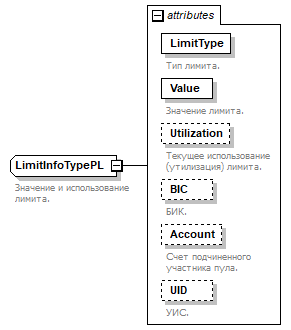 attributes
LimitType
Тип лимита.
Value
Значение лимита.
Utilization
Текущее использование
(утилизация) лимита.
LimitInfoTypePL
Значение и использование
лимита.
BIC
БИК.
Account
Счет подчиненного
участника пула.
UID
УИС.